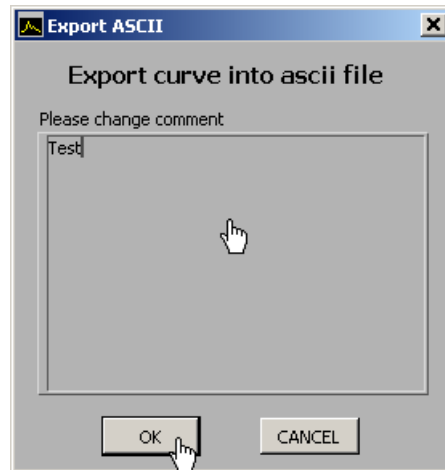 Export ASCII
Export curve into ascii file
Please change comment
Test
OK
CANCEL